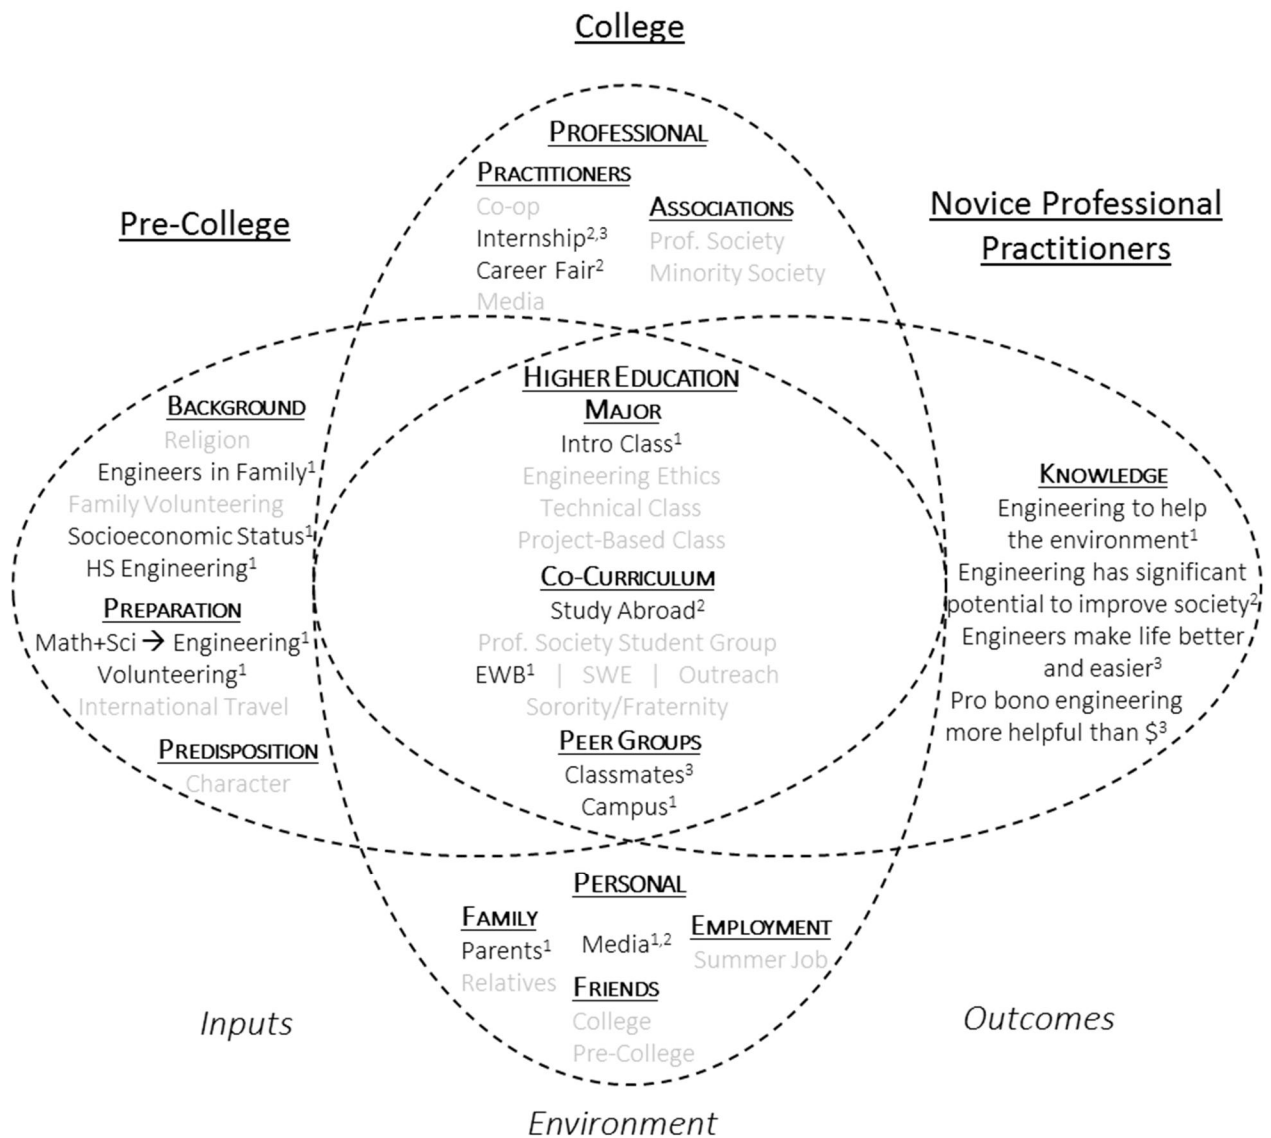 College
Pre-College
Novice Professional
Practitioners
PROFESSIONAL
PRACTITIONERS
Co-op
Internship2,3
Career Fair2
Media
ASSOCIATIONS
Prof. Society
Minority Society
BACKGROUND
Religion
Engineers in Family1
Family Volunteering
Socioeconomic Status1
HS Engineering1
PREPARATION
Math+Sci → Engineering1
Volunteering1
International Travel
PREDISPOSITION
Character
HIGHER EDUCATION
MAJOR
Intro Class1
Engineering Ethics
Technical Class
Project-Based Class
CO-CURRICULUM
Study Abroad2
Prof. Society Student Group
EWB1 | SWE | Outreach
Sorority/Fraternity
PEER GROUPS
Classmates3
Campus1
KNOWLEDGE
Engineering to help
the environment1
Engineering has significant
potential to improve society2
Engineers make life better
and easier3
Pro bono engineering
more helpful than $3
PERSONAL
FAMILY
Parents1
Relatives
Media1,2
EMPLOYMENT
Summer Job
FRIENDS
College
Pre-College
Inputs
Outcomes
Environment